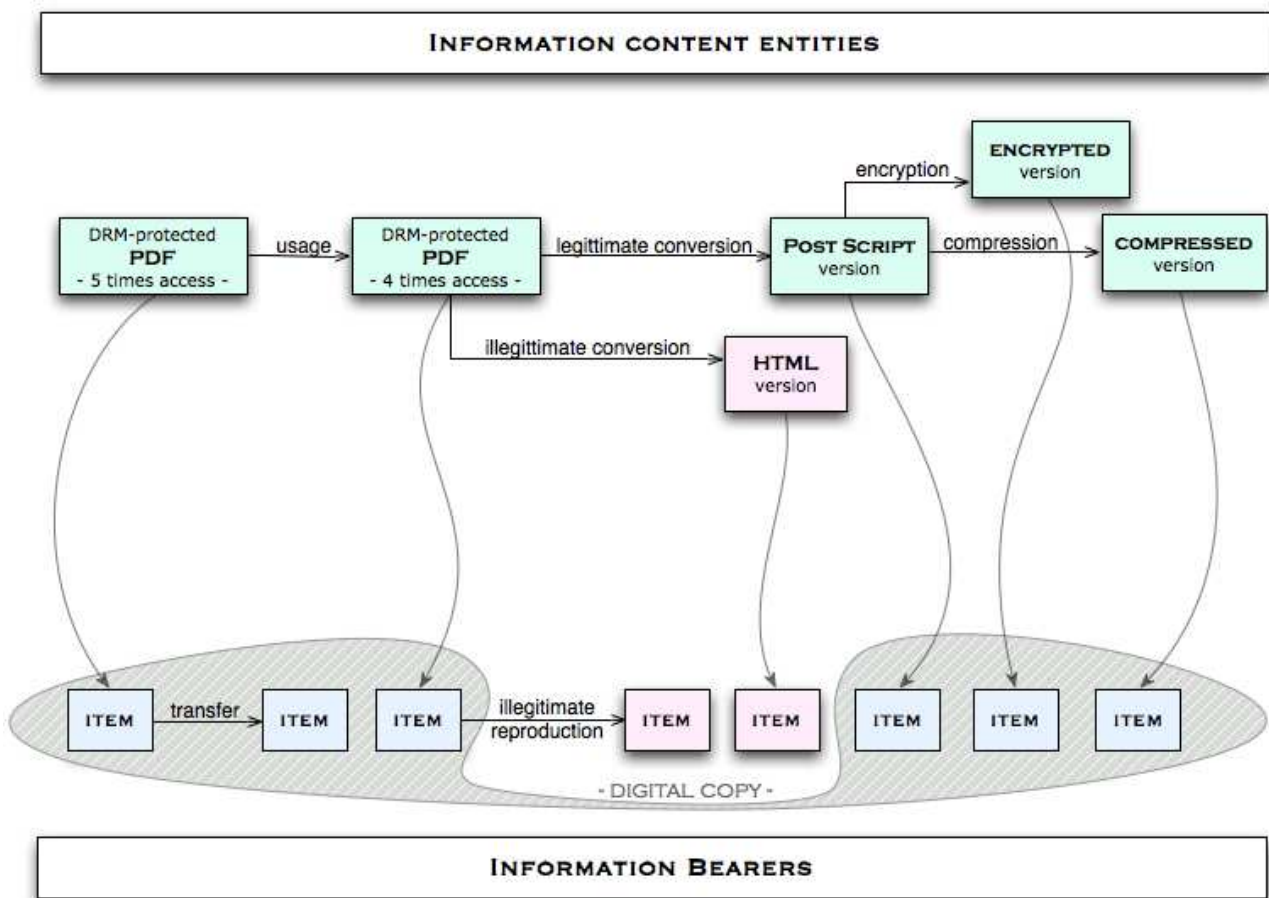 INFORMATION CONTENT ENTITIES
ENCRYPTED
version
encryption
DRM-protected
PDF
- 5 times access -
usage
DRM-protected
PDF
- 4 times access -
legittimate conversion
POST SCRIPT
version
compression
COMPRESSED
version
illegittimate conversion
HTML
version
ITEM
transfer
ITEM
ITEM
illegitimate
reproduction
ITEM
ITEM
ITEM
ITEM
ITEM
- DIGITAL COPY -
INFORMATION BEARERS